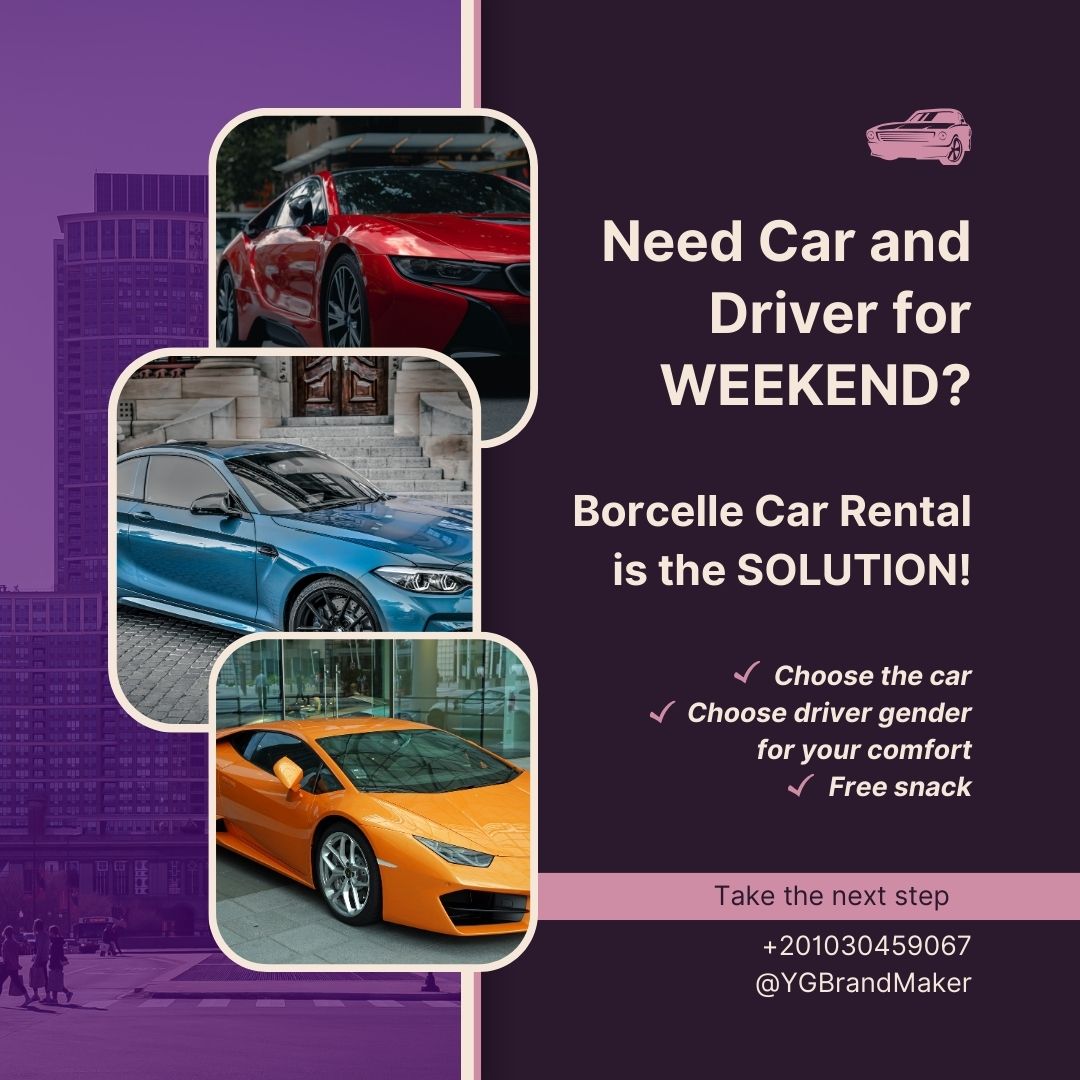 Need Car and
Driver for
WEEKEND?
Borcelle Car Rental
is the SOLUTION!
Choose the car
Choose driver gender
for your comfort
Free snack
Take the next step
+201030459067
@YGBrandMaker